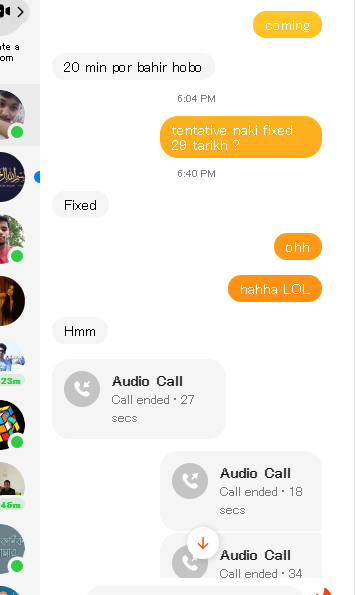 ate a
om
coming
20 min por bahir hobo
6:04 PM
tentative naki fixed
29 tarikh ?
6:40 PM
Fixed
ohh
hahha LOL
Hmm
23m
Audio Call
Call ended • 27
secs
Audio Call
Call ended • 18
secs
46m
Audio Call
Call ended • 34